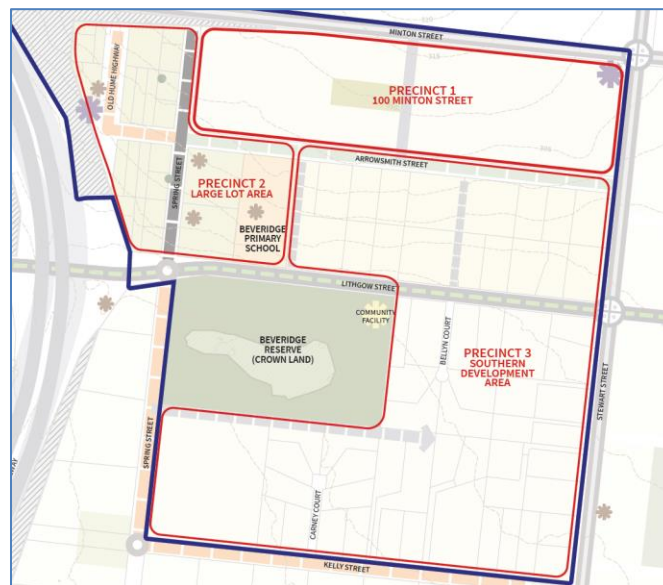 MINTON STREET
PRECINCT 1
100 MINTON STREET
OLD HUME HIGHWAY
ARROWSMITH STREET
SPRING STREET
PRECINCT 2
LARGE LOT AREA
BEVERIDGE
PRIMARY
SCHOOL
LITHGOW STREET
COMMUNITY
FACILITY
BEVERIDGE
RESERVE
(CROWN LAND)
BELLYN COURT
PRECINCT 3
SOUTHERN
DEVELOPMENT
AREA
STEWART STREET
SPRING STREET
CARNEY COURT
KELLY STREET